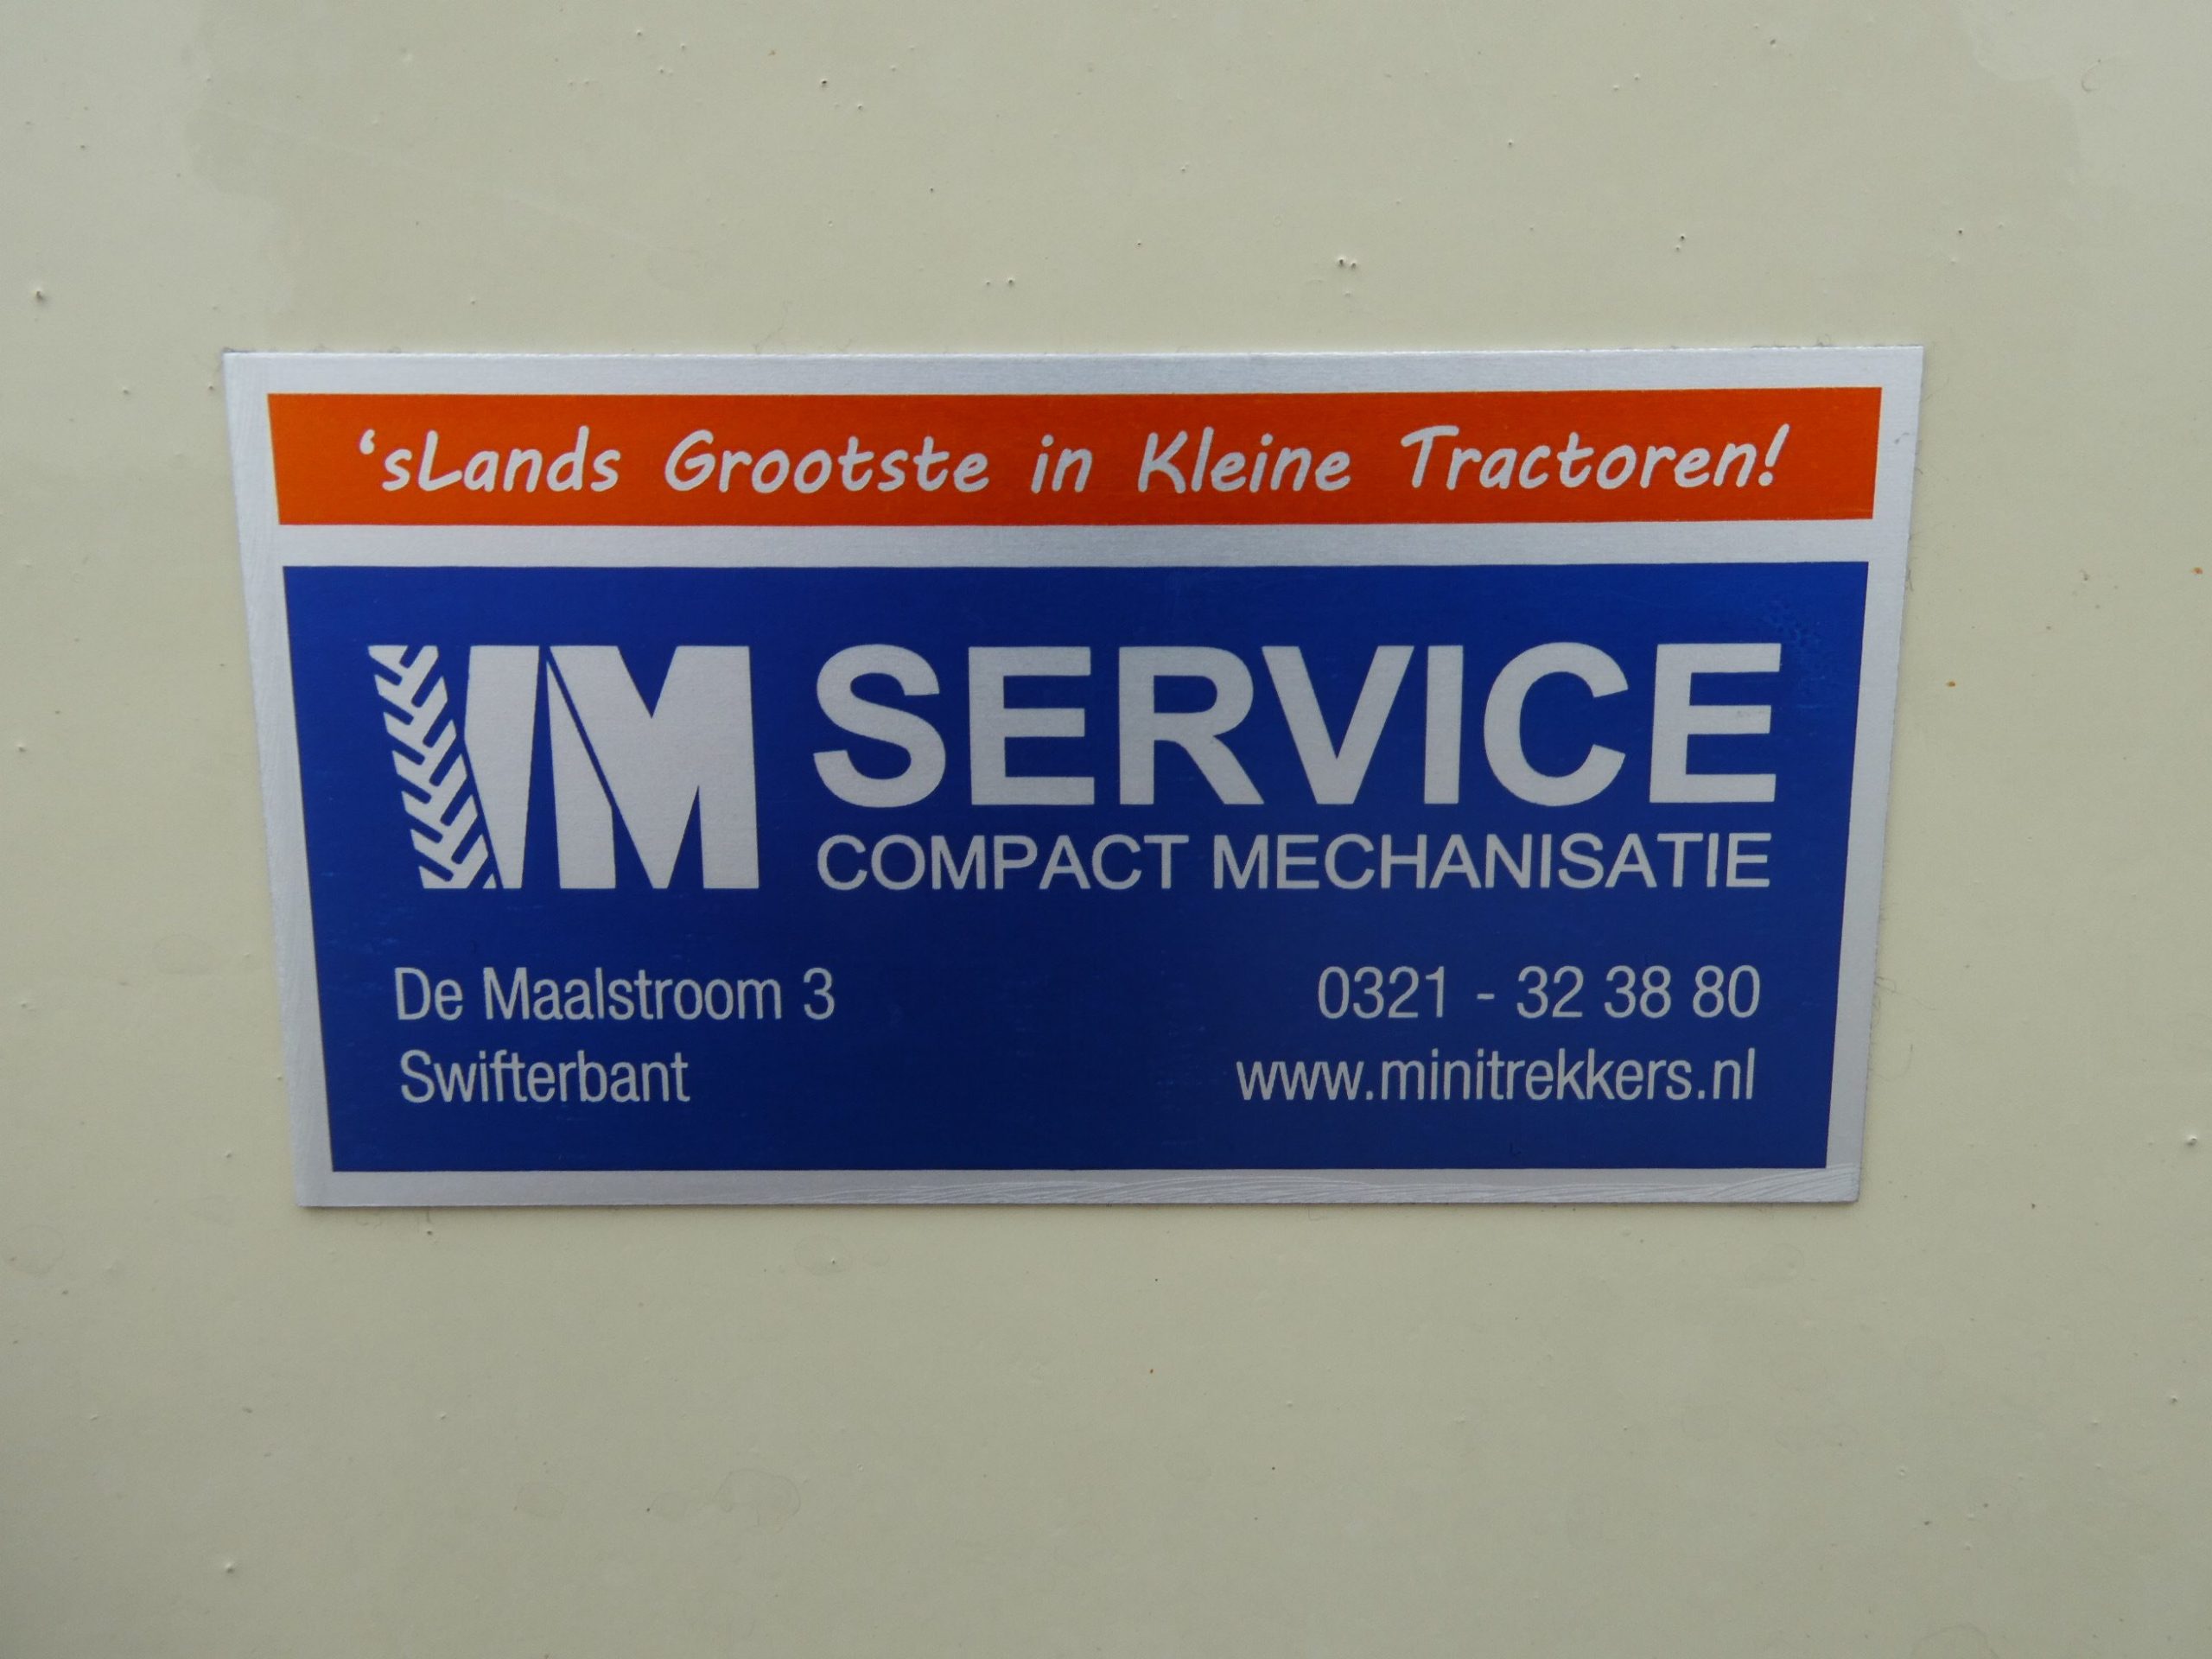 ‘sLands Grootste in Kleine Tractoren!
VM SERVICE
COMPACT MECHANISATIE
De Maalstroom 3
0321 - 32 38 80
Swifterbant
www.minitrekkers.nl